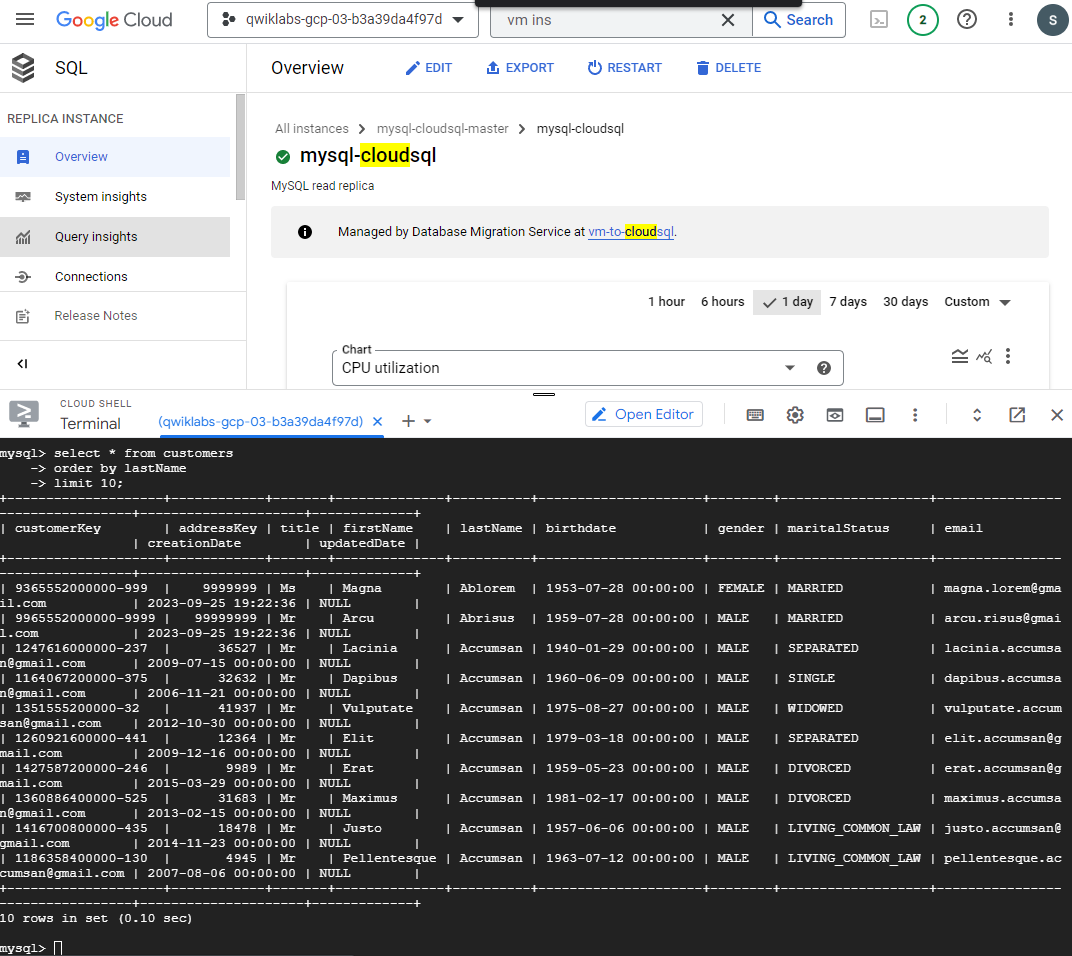 Google Cloud
qwiklabs-gcp-03-b3a39da4f97d
vm ins
Search
2
S
SQL
Overview
EDIT
EXPORT
RESTART
DELETE
REPLICA INSTANCE
Overview
System insights
Query insights
Connections
Release Notes
All instances > mysql-cloudsql-master > mysql-cloudsql
mysql-cloudsql
MySQL read replica
Managed by Database Migration Service at vm-to-cloudsql.
1 hour 6 hours 1 day 7 days 30 days Custom
Chart
CPU utilization
CLOUD SHELL
Terminal
(qwiklabs-gcp-03-b3a39da4f97d)
Open Editor
mysql> select * from customers
    -> order by lastName
    -> limit 10;
+--------------------+------------+-------+-------------+----------+---------------------+--------+-------------------+----------------
-----------------+---------------------+-------------+
| customerKey        | addressKey | title | firstName    | lastName | birthdate           | gender | maritalStatus     | email
                 | creationDate        | updatedDate |
+--------------------+------------+-------+-------------+----------+---------------------+--------+-------------------+----------------
-----------------+---------------------+-------------+
| 9365552000000-999  |    9999999 | Ms    | Magna        | Ablorem  | 1953-07-28 00:00:00 | FEMALE | MARRIED           | magna.lorem@gma
il.com           | 2023-09-25 19:22:36 | NULL        |
| 9965552000000-9999 |   99999999 | Mr    | Arcu         | Abrisus  | 1959-07-28 00:00:00 | MALE   | MARRIED           | arcu.risus@gmai
l.com            | 2023-09-25 19:22:36 | NULL        |
| 1247616000000-237  |      36527 | Mr    | Lacinia      | Accumsan | 1940-01-29 00:00:00 | MALE   | SEPARATED         | lacinia.accumsa
n@gmail.com      | 2009-07-15 00:00:00 | NULL        |
| 1164067200000-375  |      32632 | Mr    | Dapibus      | Accumsan | 1960-06-09 00:00:00 | MALE   | SINGLE            | dapibus.accumsa
n@gmail.com      | 2006-11-21 00:00:00 | NULL        |
| 1351555200000-32   |      41937 | Mr    | Vulputate    | Accumsan | 1975-08-27 00:00:00 | MALE   | WIDOWED           | vulputate.accum
san@gmail.com    | 2012-10-30 00:00:00 | NULL        |
| 1260921600000-441  |      12364 | Mr    | Elit         | Accumsan | 1979-03-18 00:00:00 | MALE   | SEPARATED         | elit.accumsan@g
mail.com         | 2009-12-16 00:00:00 | NULL        |
| 1427587200000-246  |       9989 | Mr    | Erat         | Accumsan | 1959-05-23 00:00:00 | MALE   | DIVORCED          | erat.accumsan@g
mail.com         | 2015-03-29 00:00:00 | NULL        |
| 1360886400000-525  |      31683 | Mr    | Maximus      | Accumsan | 1981-02-17 00:00:00 | MALE   | DIVORCED          | maximus.accumsa
n@gmail.com      | 2013-02-15 00:00:00 | NULL        |
| 1416700800000-435  |      18478 | Mr    | Justo        | Accumsan | 1957-06-06 00:00:00 | MALE   | LIVING_COMMON_LAW | justo.accumsan@
gmail.com        | 2014-11-23 00:00:00 | NULL        |
| 1186358400000-130  |       4945 | Mr    | Pellentesque | Accumsan | 1963-07-12 00:00:00 | MALE   | LIVING_COMMON_LAW | pellentesque.ac
cumsan@gmail.com | 2007-08-06 00:00:00 | NULL        |
+--------------------+------------+-------+-------------+----------+---------------------+--------+-------------------+----------------
-----------------+---------------------+-------------+
10 rows in set (0.10 sec)
mysql>